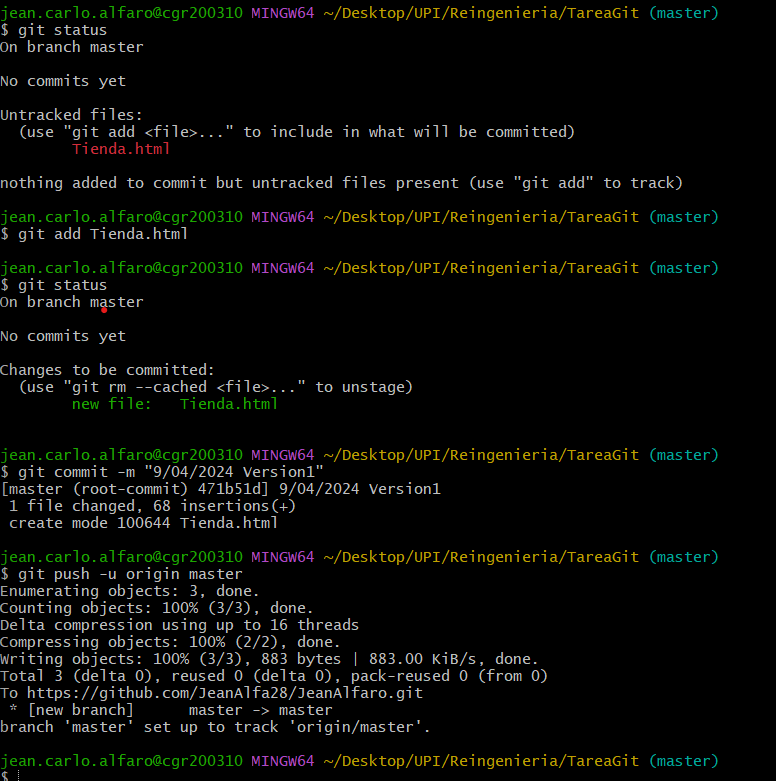 jean.carlo.alfaro@cgr200310 MINGW64 ~/Desktop/UPI/Reingenieria/TareaGit (master)
$ git status
On branch master
No commits yet
Untracked files:
  (use "git add <file>..." to include in what will be committed)
        Tienda.html
nothing added to commit but untracked files present (use "git add" to track)
jean.carlo.alfaro@cgr200310 MINGW64 ~/Desktop/UPI/Reingenieria/TareaGit (master)
$ git add Tienda.html
jean.carlo.alfaro@cgr200310 MINGW64 ~/Desktop/UPI/Reingenieria/TareaGit (master)
$ git status
On branch master
No commits yet
Changes to be committed:
  (use "git rm --cached <file>..." to unstage)
        new file:   Tienda.html
jean.carlo.alfaro@cgr200310 MINGW64 ~/Desktop/UPI/Reingenieria/TareaGit (master)
$ git commit -m "9/04/2024 Version1"
[master (root-commit) 471b51d] 9/04/2024 Version1
 1 file changed, 68 insertions(+)
 create mode 100644 Tienda.html
jean.carlo.alfaro@cgr200310 MINGW64 ~/Desktop/UPI/Reingenieria/TareaGit (master)
$ git push -u origin master
Enumerating objects: 3, done.
Counting objects: 100% (3/3), done.
Delta compression using up to 16 threads
Compressing objects: 100% (2/2), done.
Writing objects: 100% (3/3), 883 bytes | 883.00 KiB/s, done.
Total 3 (delta 0), reused 0 (delta 0), pack-reused 0 (from 0)
To https://github.com/JeanAlfa28/JeanAlfaro.git
 * [new branch]      master -> master
branch 'master' set up to track 'origin/master'.
jean.carlo.alfaro@cgr200310 MINGW64 ~/Desktop/UPI/Reingenieria/TareaGit (master)
$